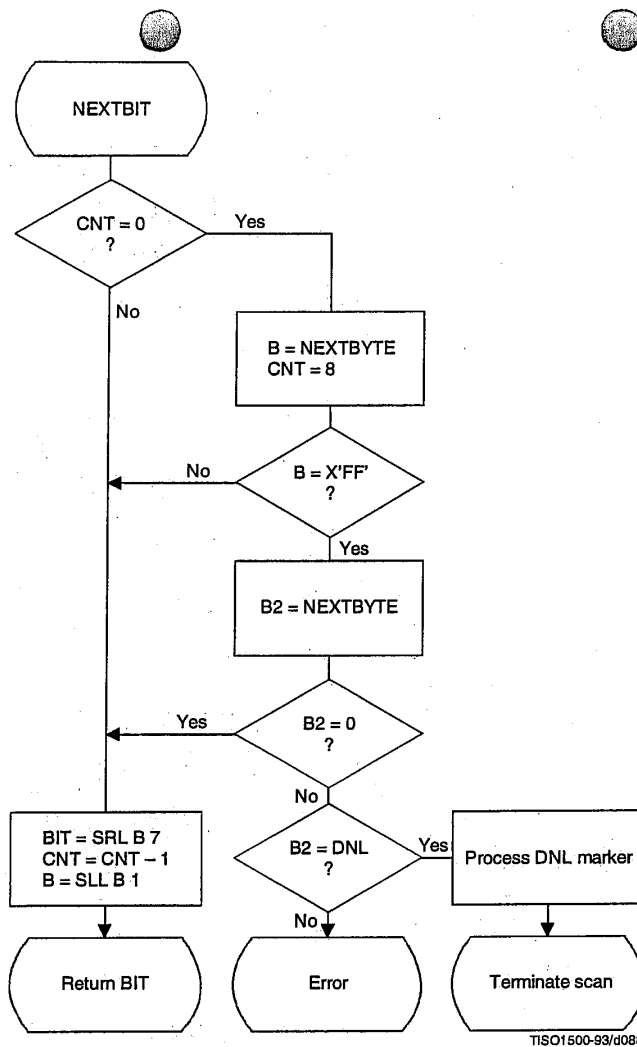 NEXTBIT
CNT = 0
?
Yes
No
B = NEXTBYTE
CNT = 8
No
B = X'FF'
?
Yes
B2 = NEXTBYTE
Yes
B2 = 0
?
No
BIT = SRL B 7
CNT = CNT – 1
B = SLL B 1
B2 = DNL
?
Yes
Process DNL marker
No
Return BIT
Error
Terminate scan